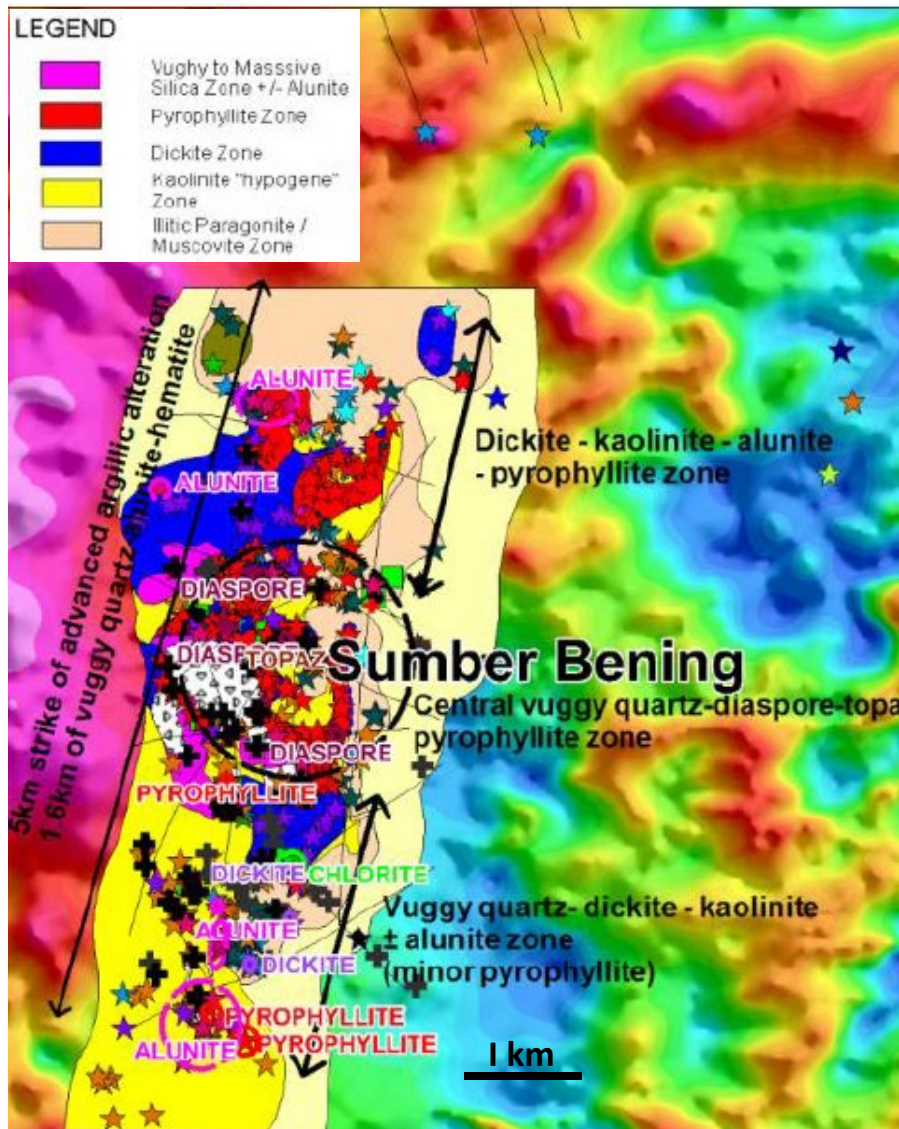 LEGEND
Vughy to Masssive
Silica Zone +/- Alunite
Pyrophyllite Zone
Dickite Zone
Kaolinite "hypogene"
Zone
Illitic Paragonite /
Muscovite Zone
5km strike of advanced argillic alteration
1.6km of vuggy quartz-alunite-hematite
ALUNITE
ALUNITE
Dickite - kaolinite - alunite
- pyrophyllite zone
DIASPORE
DIASPORE
TOPAZ
Sumber Bening
Central vuggy quartz-diaspore-topa
pyrophyllite zone
DIASPORE
PYROPHYLLITE
DICKITE
CHLORITE
Vuggy quartz- dickite - kaolinite
± alunite zone
(minor pyrophyllite)
ALUNITE
DICKITE
PYROPHYLLITE
PYROPHYLLITE
ALUNITE
1 km